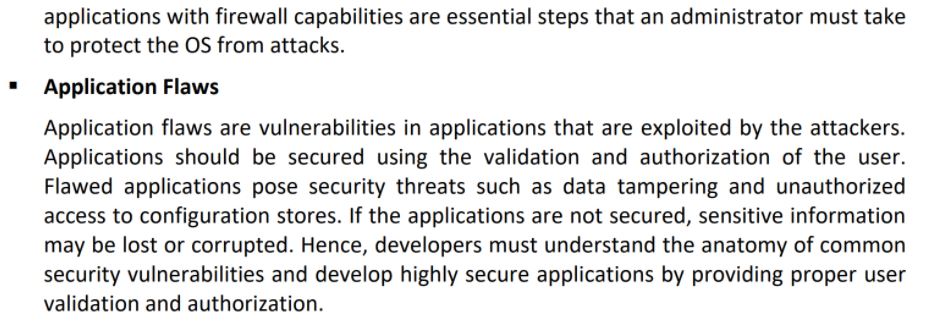 applications with firewall capabilities are essential steps that an administrator must take
to protect the OS from attacks.
▪ Application Flaws
Application flaws are vulnerabilities in applications that are exploited by the attackers.
Applications should be secured using the validation and authorization of the user.
Flawed applications pose security threats such as data tampering and unauthorized
access to configuration stores. If the applications are not secured, sensitive information
may be lost or corrupted. Hence, developers must understand the anatomy of common
security vulnerabilities and develop highly secure applications by providing proper user
validation and authorization.